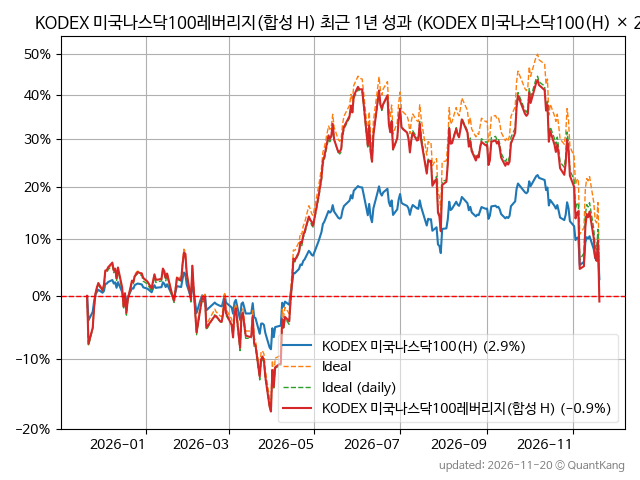 KODEX 미국나스닥100레버리지(합성 H) 최근 1년 성과 (KODEX 미국나스닥100(H) × 2
50%
40%
30%
20%
10%
0%
−10%
−20%
KODEX 미국나스닥100(H) (2.9%)
Ideal
Ideal (daily)
KODEX 미국나스닥100레버리지(합성 H) (−0.9%)
2026-01 2026-03 2026-05 2026-07 2026-09 2026-11
updated: 2026-11-20 © QuantKang